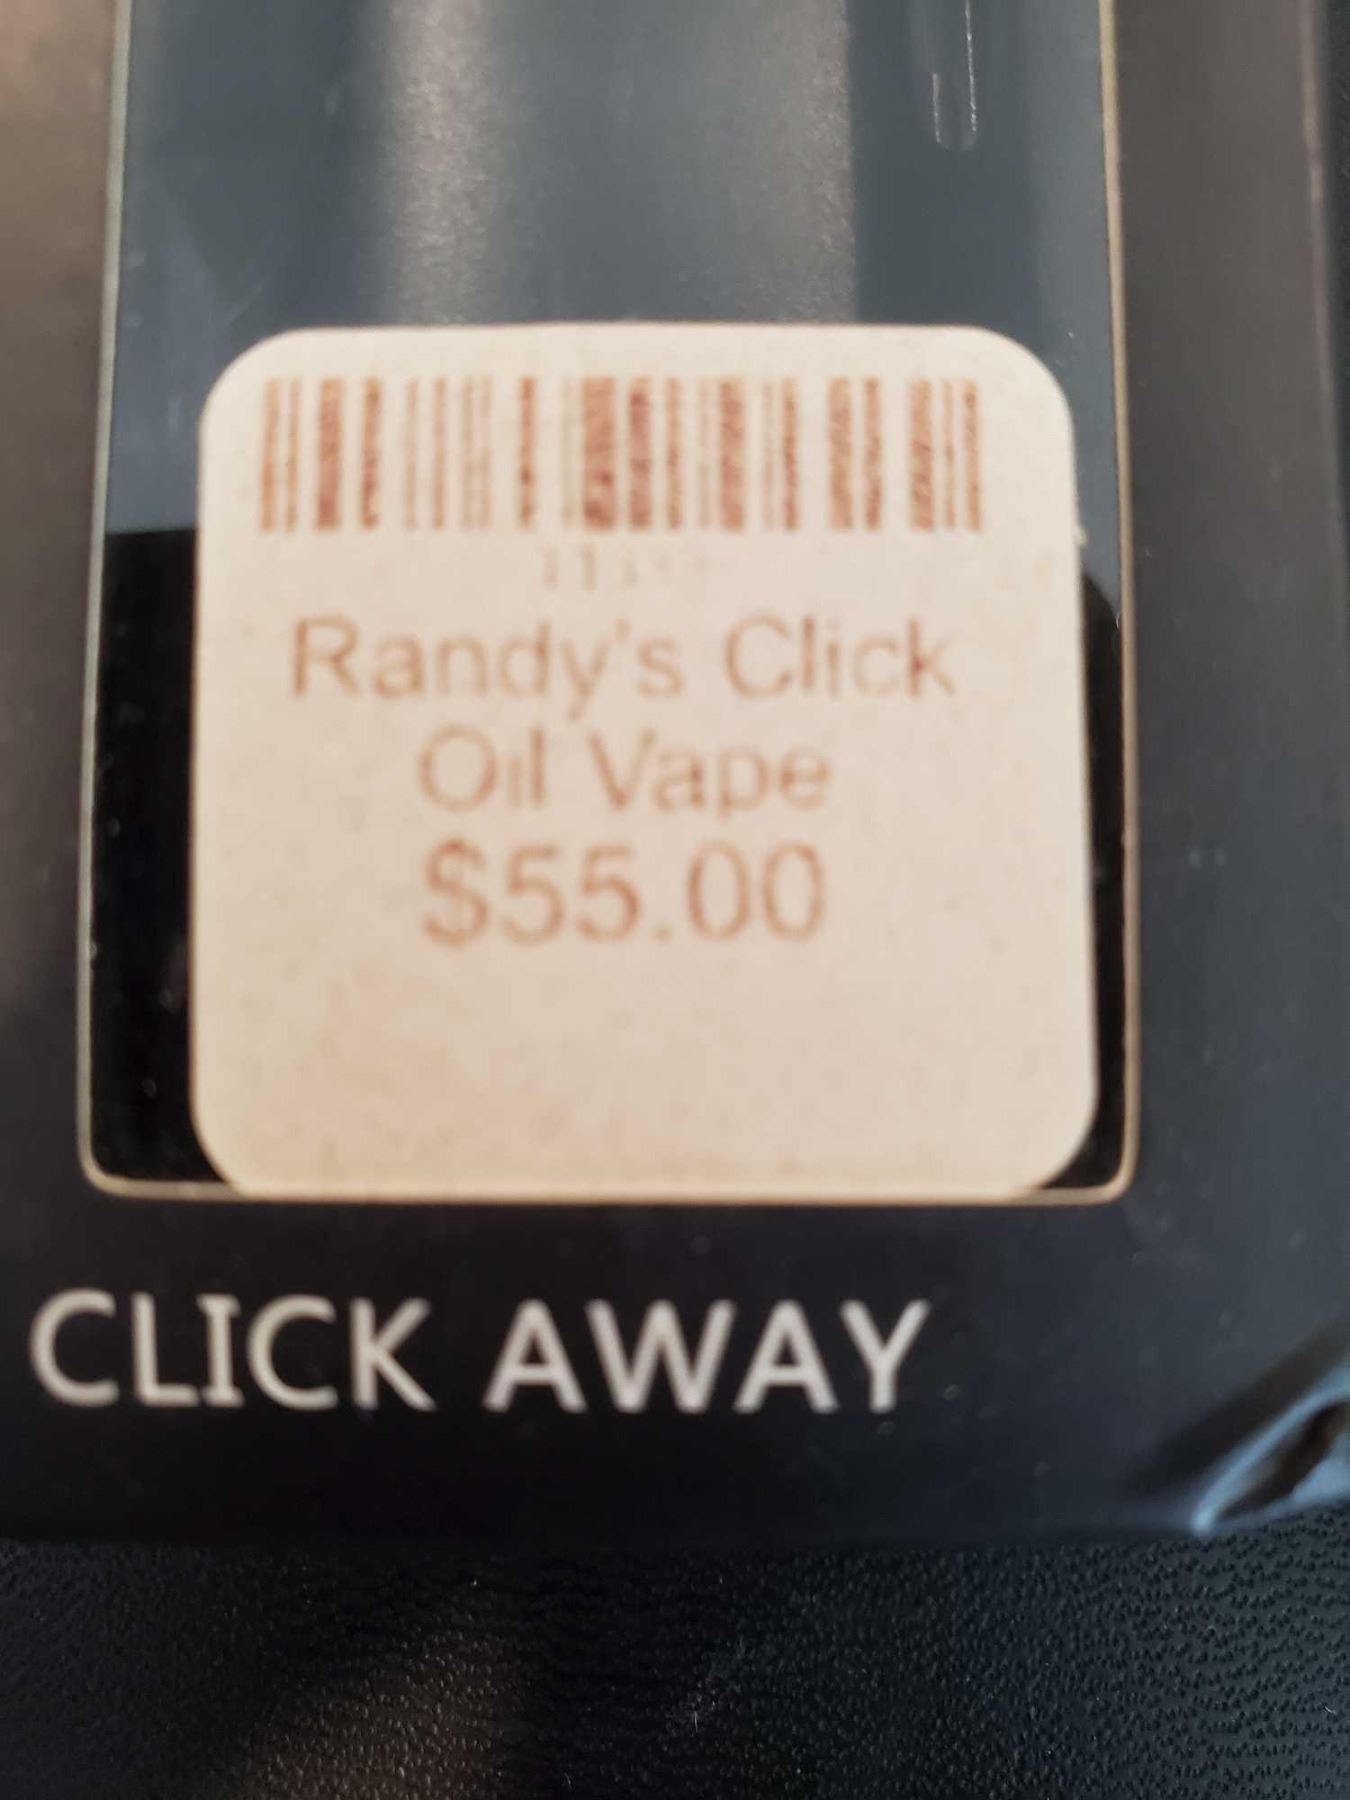 Randy's Click
Oil Vape
$55.00
CLICK AWAY